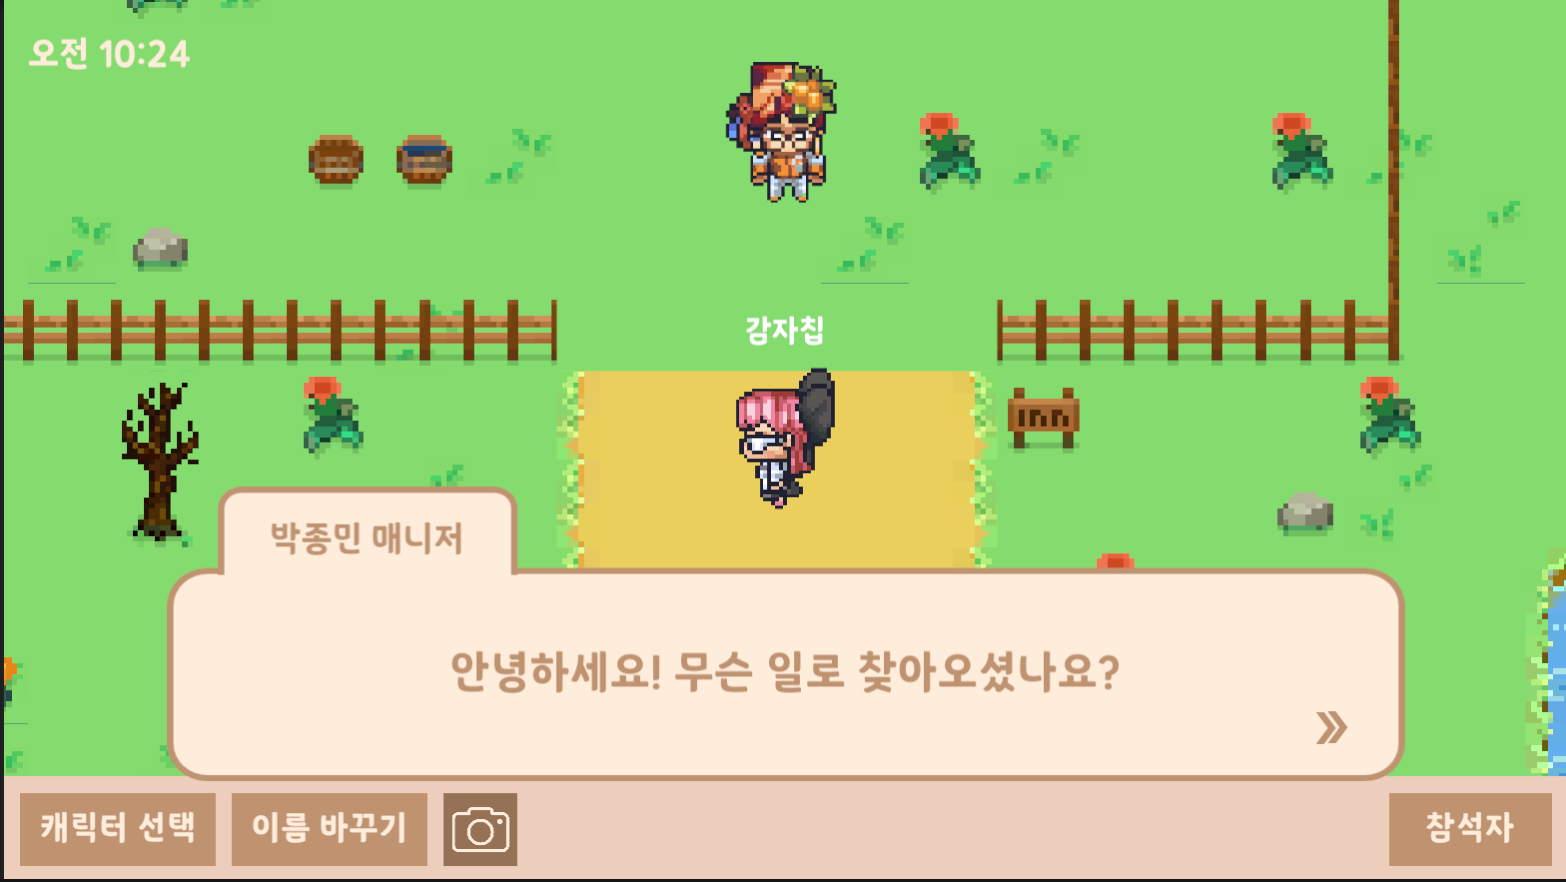 오전 10:24
감자칩
Inn
박종민 매니저
안녕하세요! 무슨 일로 찾아오셨나요?
캐릭터 선택
이름 바꾸기
참석자